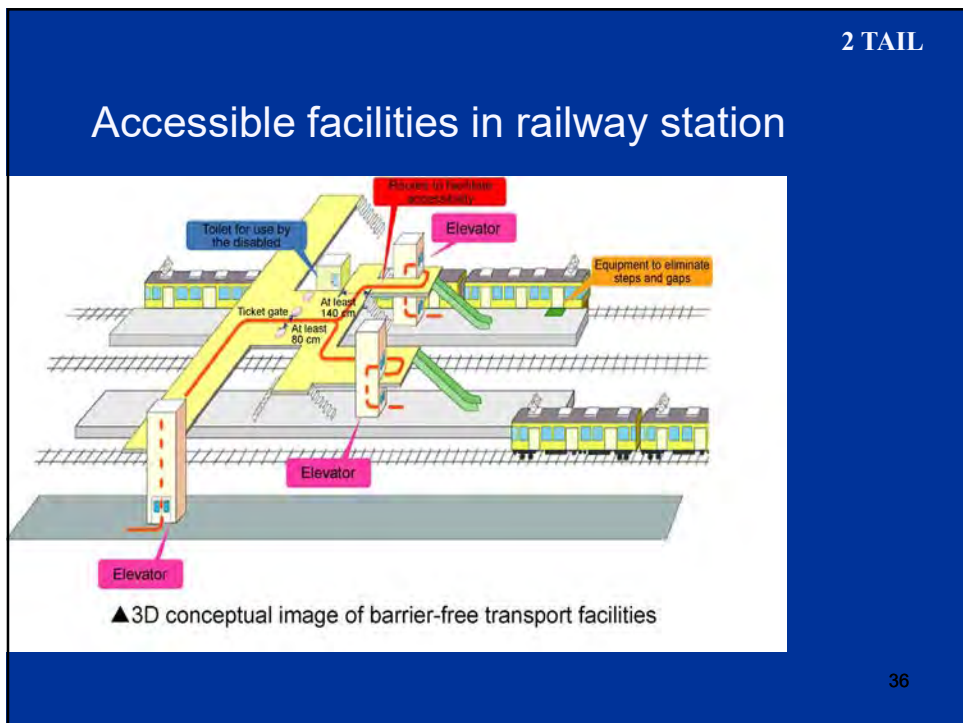 2 TAIL
Accessible facilities in railway station
Routes to facilitate
accessibility
Toilet for use by
the disabled
Elevator
Equipment to eliminate
steps and gaps
At least
140 cm
Ticket gate
At least
80 cm
Elevator
Elevator
▲3D conceptual image of barrier-free transport facilities
36